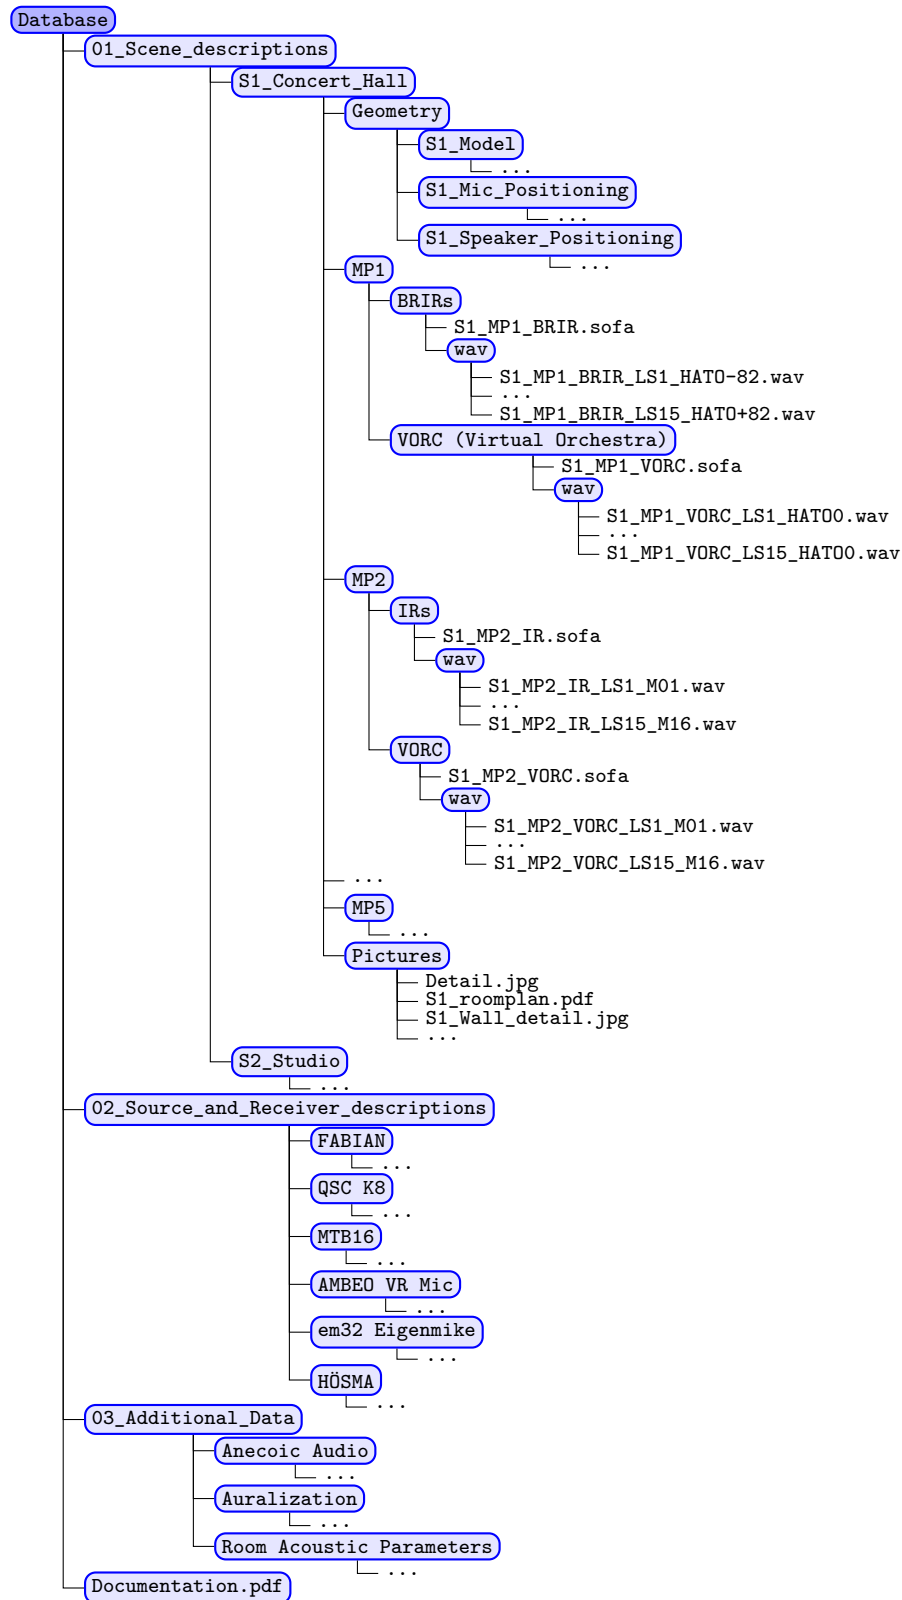 Database
01_Scene_descriptions
S1_Concert_Hall
Geometry
S1_Model
...
S1_Mic_Positioning
...
S1_Speaker_Positioning
...
MP1
BRIRs
S1_MP1_BRIR.sofa
wav
S1_MP1_BRIR_LS1_HATO-82.wav
...
S1_MP1_BRIR_LS15_HATO+82.wav
VORC (Virtual Orchestra)
S1_MP1_VORC.sofa
wav
S1_MP1_VORC_LS1_HATO0.wav
...
S1_MP1_VORC_LS15_HATO0.wav
MP2
IRs
S1_MP2_IR.sofa
wav
S1_MP2_IR_LS1_M01.wav
...
S1_MP2_IR_LS15_M16.wav
VORC
S1_MP2_VORC.sofa
wav
S1_MP2_VORC_LS1_M01.wav
...
S1_MP2_VORC_LS15_M16.wav
...
MP5
...
Pictures
Detail.jpg
S1_roomplan.pdf
S1_Wall_detail.jpg
...
S2_Studio
...
02_Source_and_Receiver_descriptions
FABIAN
...
QSC K8
...
MTB16
...
AMBEO VR Mic
...
em32 Eigenmike
...
HÖSMA
...
03_Additional_Data
Anecoic Audio
...
Auralization
...
Room Acoustic Parameters
...
Documentation.pdf